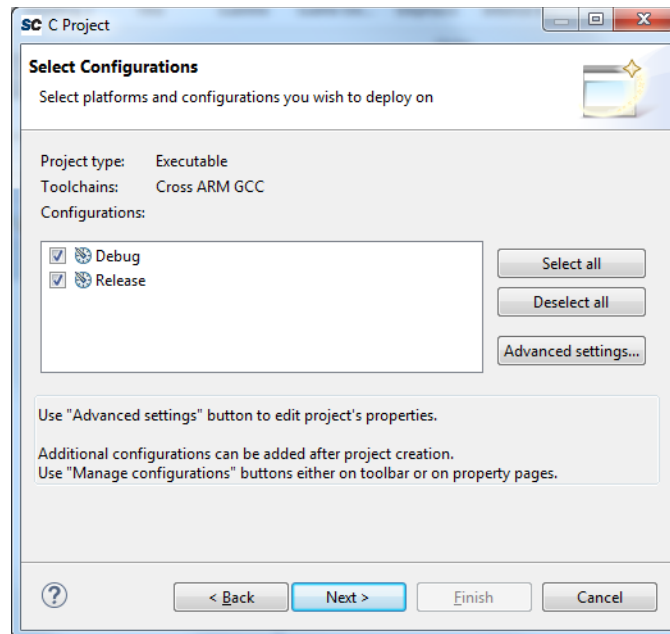 SC C Project
Select Configurations
Select platforms and configurations you wish to deploy on
Project type: Executable
Toolchains: Cross ARM GCC
Configurations:
Debug
Release
Select all
Deselect all
Advanced settings...
Use "Advanced settings" button to edit project's properties.
Additional configurations can be added after project creation.
Use "Manage configurations" buttons either on toolbar or on property pages.
? < Back Next > Finish Cancel